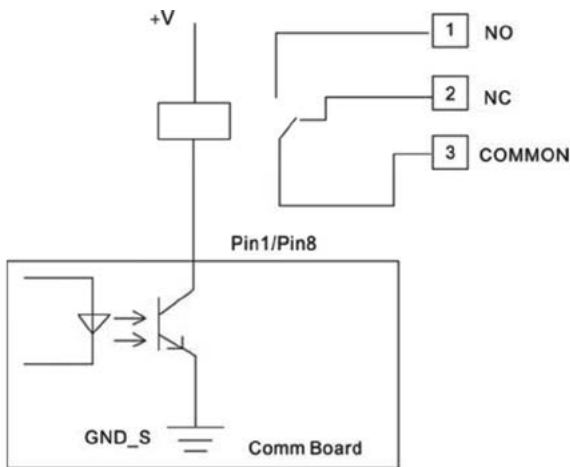 +V
1 NO
2 NC
3 COMMON
Pin1/Pin8
GND_S
Comm Board